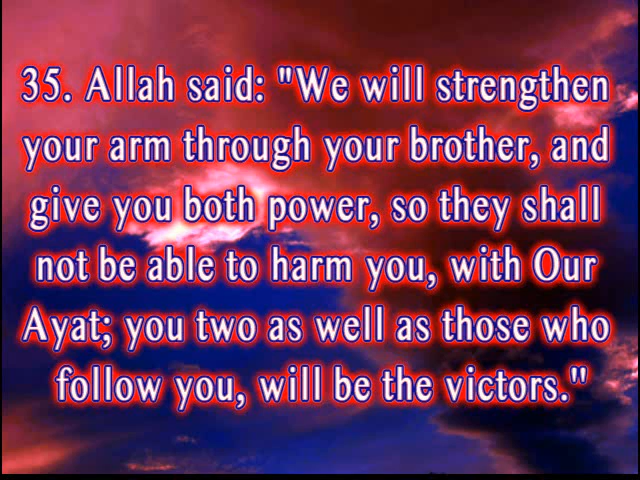 35. Allah said: "We will strengthen
your arm through your brother, and
give you both power, so they shall
not be able to harm you, with Our
Ayat; you two as well as those who
follow you, will be the victors."